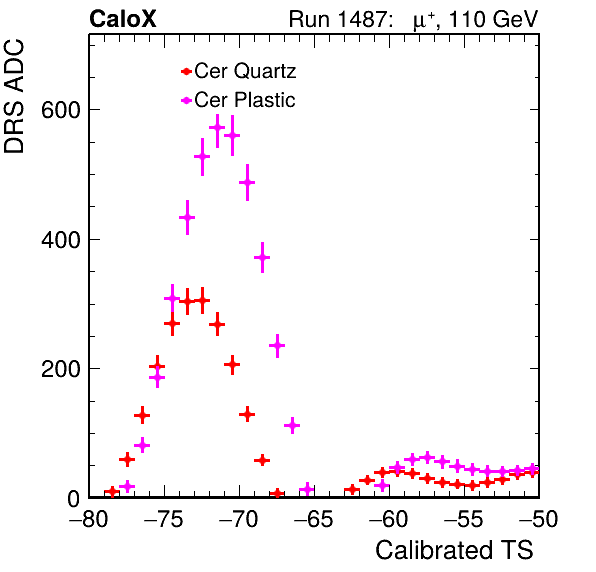 CaloX Run 1487: μ⁺, 110 GeV
DRS ADC
Cer Quartz
Cer Plastic
600
400
200
0
−80 −75 −70 −65 −60 −55 −50
Calibrated TS